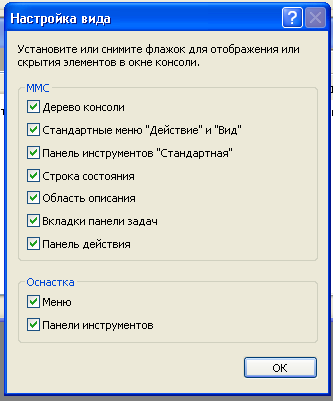 Настройка вида
Установите или снимите флажок для отображения или
скрытия элементов в окне консоли.
MMC
Дерево консоли
Стандартные меню "Действие" и "Вид"
Панель инструментов "Стандартная"
Строка состояния
Область описания
Вкладки панели задач
Панель действия
Оснастка
Меню
Панели инструментов
ОК